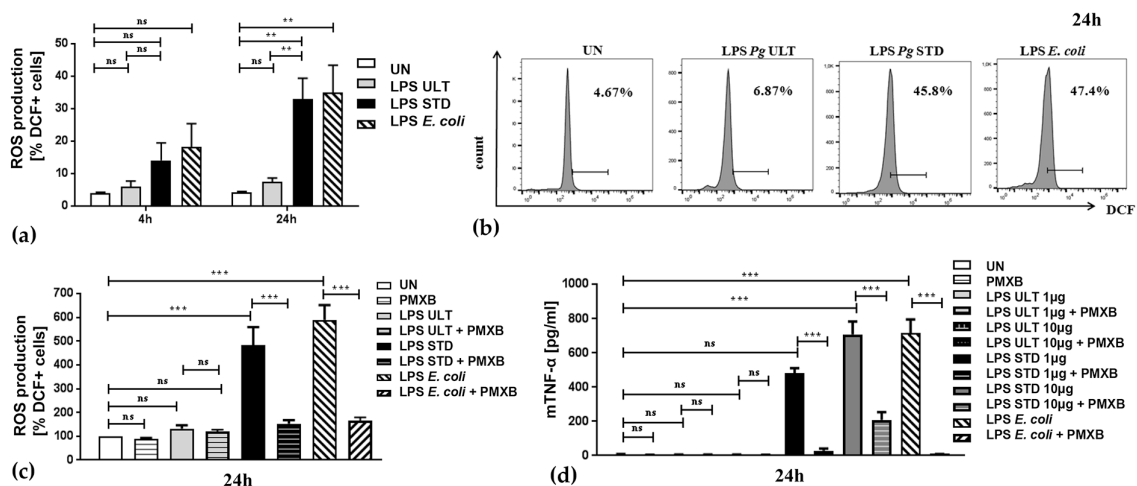 ns
ns
ns
ns
**
**
**
ns
50
40
30
20
10
0
ROS production
[% DCF+ cells]
4h
24h
UN
LPS ULT
LPS STD
LPS E. coli
(a)
24h
UN
LPS Pg ULT
LPS Pg STD
LPS E. coli
4.67%
6.87%
45.8%
47.4%
count
DCF
(b)
***
***
***
***
ns
ns
ns
ns
700
600
500
400
300
200
100
0
ROS production
[% DCF+ cells]
24h
UN
PMXB
LPS ULT
LPS ULT + PMXB
LPS STD
LPS STD + PMXB
LPS E. coli
LPS E. coli + PMXB
(c)
***
***
***
***
***
ns
ns
ns
ns
ns
ns
1000
800
600
400
200
0
mTNF-α [pg/ml]
24h
UN
PMXB
LPS ULT 1µg
LPS ULT 1µg + PMXB
LPS ULT 10µg
LPS ULT 10µg + PMXB
LPS STD 1µg
LPS STD 1µg + PMXB
LPS STD 10µg
LPS STD 10µg + PMXB
LPS E. coli
LPS E. coli + PMXB
(d)